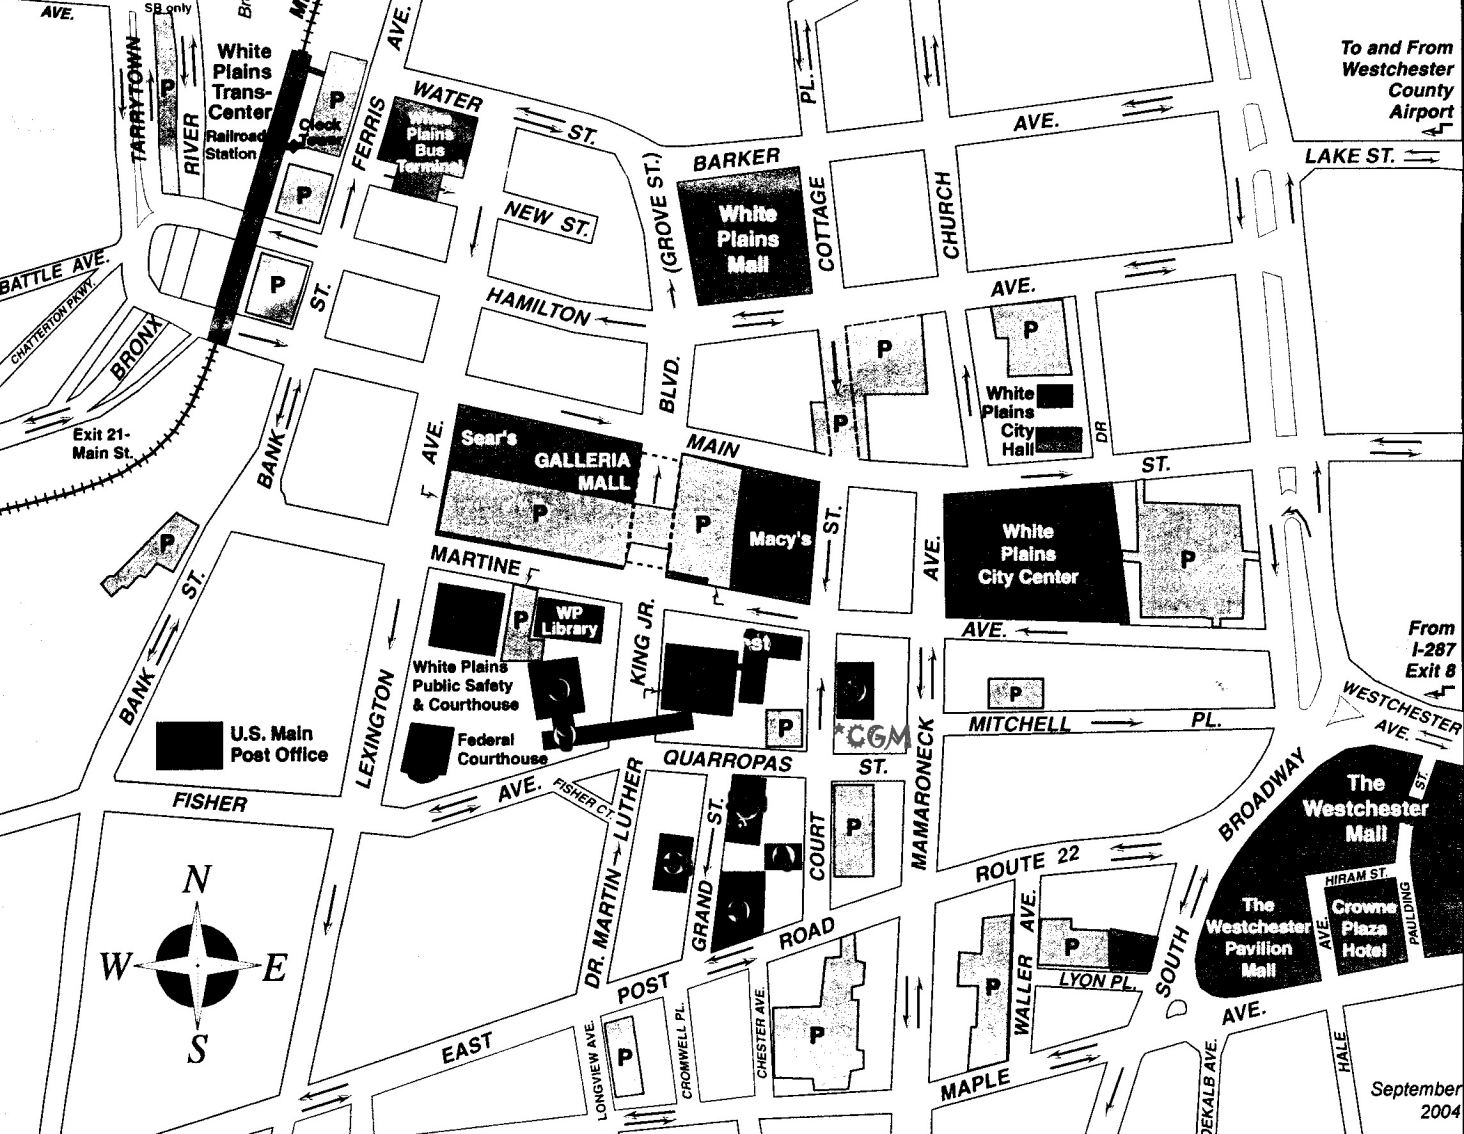 AVE.
SB only
TARRYTOWN
P
RIVER
White
Plains
Trans-
Center
Railroad
Station
Clock
Tower
P
P
P
AVE.
FERRIS
ST.
WATER
ST.
White
Plains
Bus
Terminal
NEW ST.
HAMILTON
(GROVE ST.)
BLVD.
BARKER
AVE.
PL.
COTTAGE
CHURCH
White
Plains
Mall
AVE.
To and From
Westchester
County
Airport
LAKE ST.
BATTLE AVE.
CHATTERTON PKWY.
BRONX
Exit 21-
Main St.
BANK
ST.
BANK
P
AVE.
Sear's
GALLERIA
MALL
P
MAIN
P
Macy's
ST.
P
P
P
White
Plains
City
Hall
DR
ST.
AVE.
White
Plains
City Center
P
MARTINE
AVE.
P
WP
Library
KING JR.
White Plains
Public Safety
& Courthouse
U.S. Main
Post Office
Federal
Courthouse
LEXINGTON
FISHER
AVE.
FISHER CT.
QUARROPAS
ST.
P
*CGM
P
MITCHELL
PL.
From
I-287
Exit 8
WESTCHESTER
AVE.
MAMARONECK
BROADWAY
The
Westchester
Mall
ST.
HIRAM ST.
PAULDING
AVE.
Crowne
Plaza
Hotel
The
Westchester
Pavilion
Mall
DR. MARTIN
LUTHER
GRAND
ST.
COURT
P
ROUTE 22
WALLER
AVE.
P
LYON PL.
P
SOUTH
AVE.
EAST
POST
ROAD
LONGVIEW AVE.
P
CROMWELL PL.
CHESTER AVE.
P
MAPLE
DEKALB AVE.
HALE
N
W
E
S
September
2004